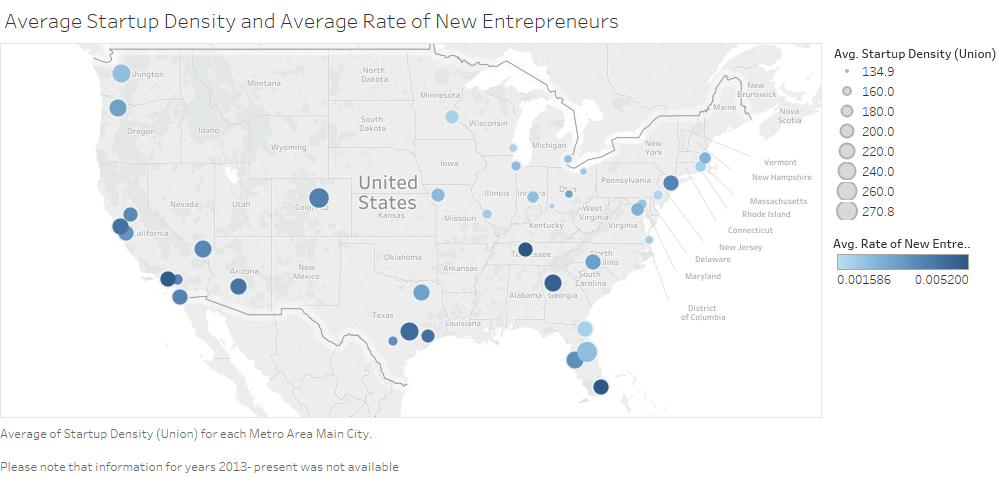 Average Startup Density and Average Rate of New Entrepreneurs
Avg. Startup Density (Union)
134.9
160.0
180.0
200.0
220.0
240.0
260.0
270.8
Avg. Rate of New Entre..
0.001586 0.005200
United
States
Montana
North
Dakota
Minnesota
South
Dakota
Wisconsin
Michigan
Oregon
Idaho
Wyoming
Iowa
Nebraska
Nevada
Utah
Kansas
Missouri
Illinois
Kentucky
West
Virginia
Virginia
Pennsylvania
New
York
Maine
New
Brunswick
Nova
Scotia
Vermont
New Hampshire
Massachusetts
Rhode Island
Connecticut
New Jersey
Delaware
Maryland
District
of Columbia
Arizona
New
Mexico
Oklahoma
Arkansas
Texas
Louisiana
Alabama
Georgia
South
Carolina
Average of Startup Density (Union) for each Metro Area Main City.
Please note that information for years 2013- present was not available